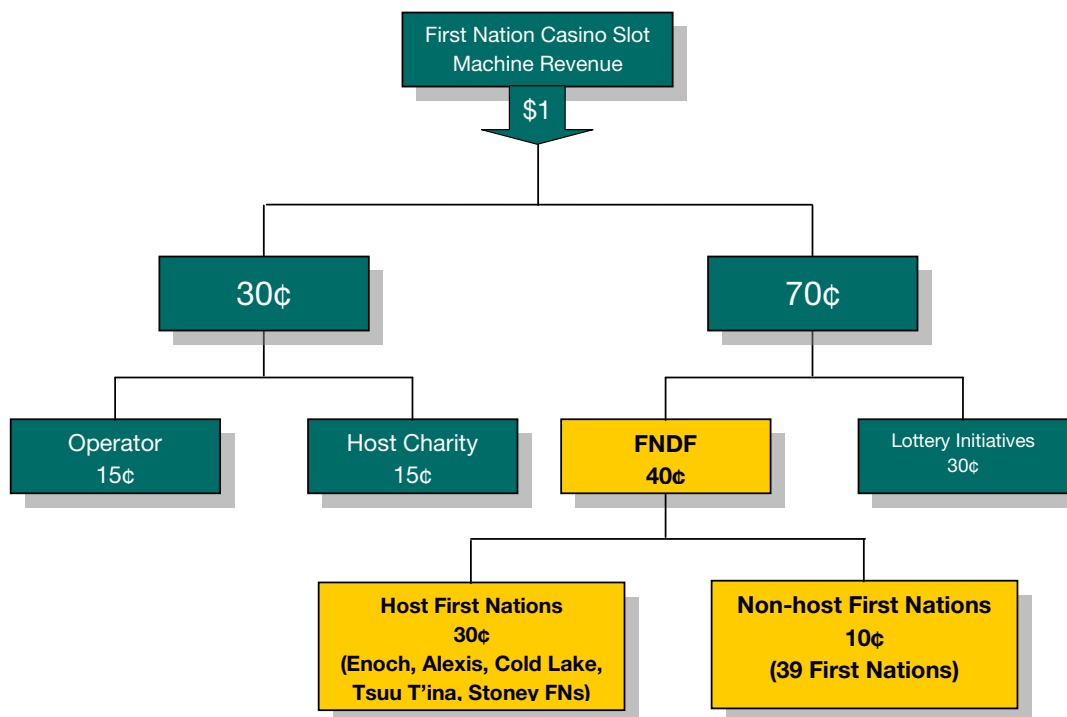 First Nation Casino Slot
Machine Revenue
$1
30¢
70¢
Operator
15¢
Host Charity
15¢
FNDF
40¢
Lottery Initiatives
30¢
Host First Nations
30¢
(Enoch, Alexis, Cold Lake,
Tsuu T'ina, Stoney FNs)
Non-host First Nations
10¢
(39 First Nations)